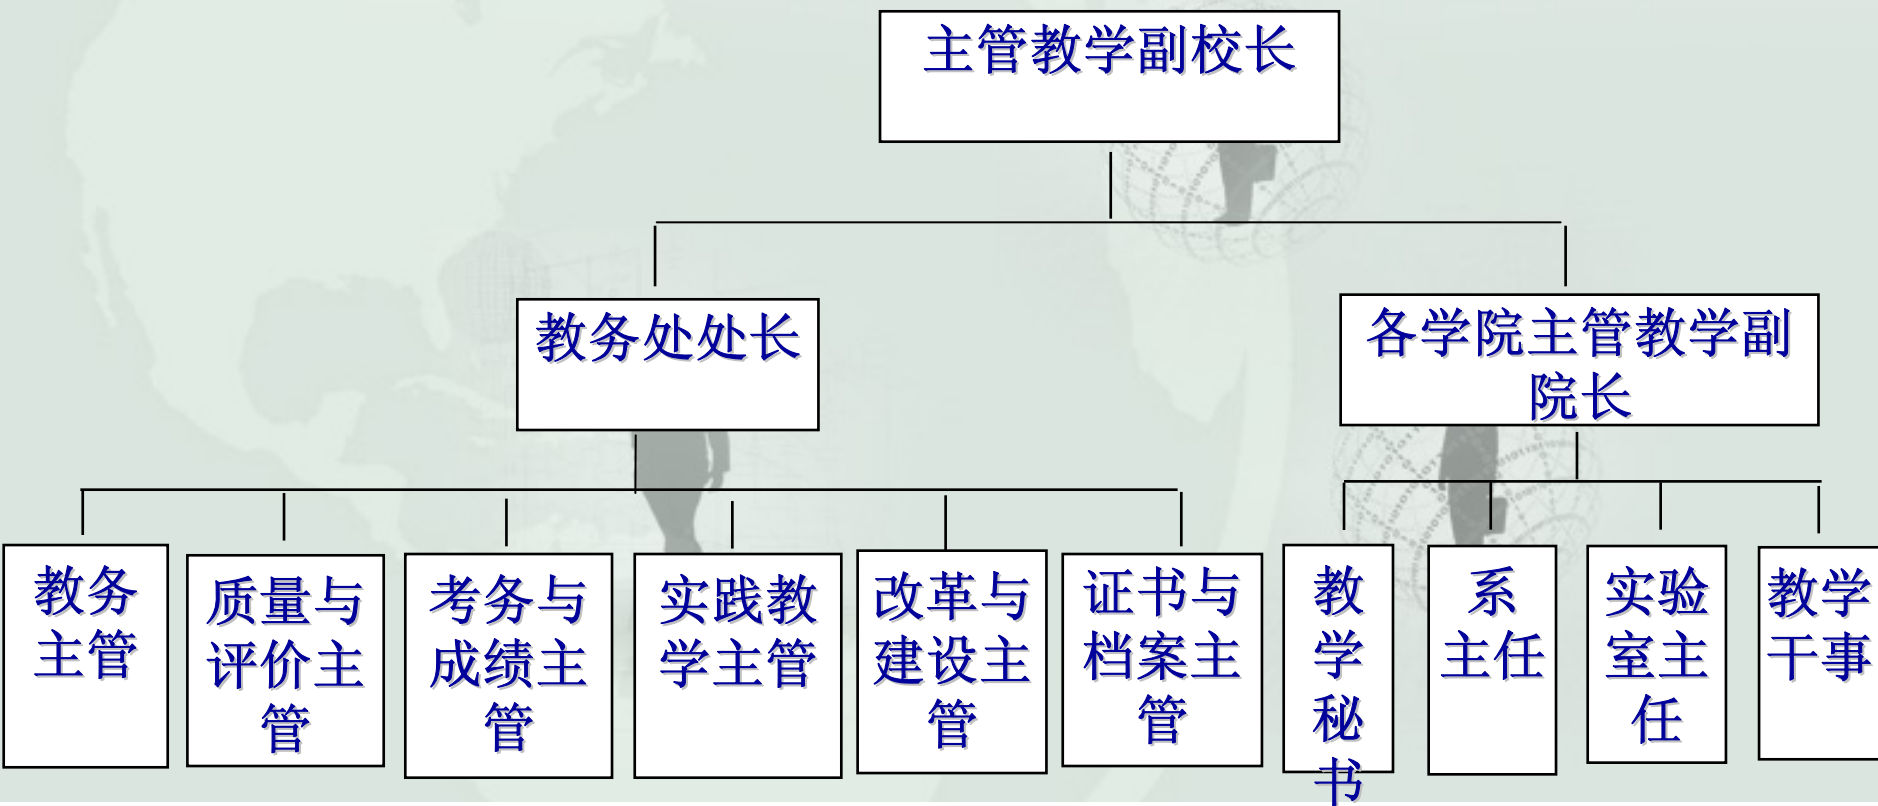 主管教学副校长
教务处处长
各学院主管教学副
院长
教务
主管
质量与
评价主
管
考务与
成绩主
管
实践教
学主管
改革与
建设主
管
证书与
档案主
管
教
学
秘
书
系
主任
实验
室主
任
教学
干事